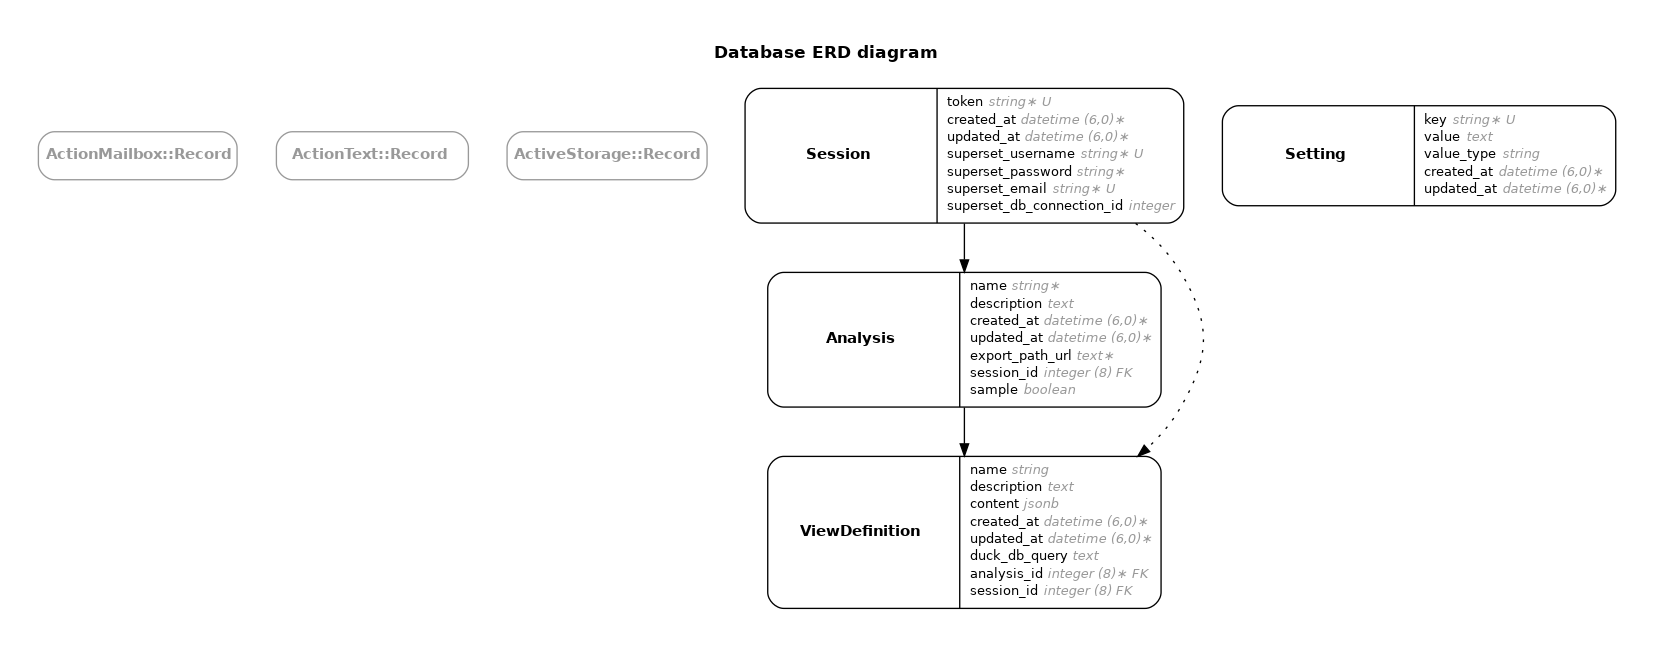 Database ERD diagram
ActionMailbox::Record
ActionText::Record
ActiveStorage::Record
Session
token string∗ U
created_at datetime (6,0)∗
updated_at datetime (6,0)∗
superset_username string∗ U
superset_password string∗
superset_email string∗ U
superset_db_connection_id integer
Setting
key string∗ U
value text
value_type string
created_at datetime (6,0)∗
updated_at datetime (6,0)∗
Analysis
name string∗
description text
created_at datetime (6,0)∗
updated_at datetime (6,0)∗
export_path_url text∗
session_id integer (8) FK
sample boolean
ViewDefinition
name string
description text
content jsonb
created_at datetime (6,0)∗
updated_at datetime (6,0)∗
duck_db_query text
analysis_id integer (8)∗ FK
session_id integer (8) FK